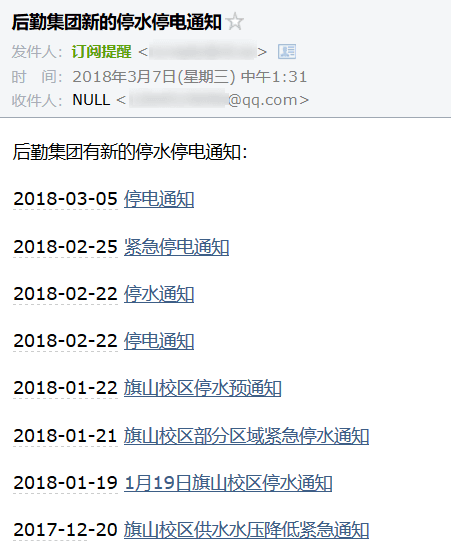 后勤集团新的停水停电通知
发件人：订阅提醒 < >
时 间：2018年3月7日(星期三) 中午1:31
收件人：NULL < @qq.com>
后勤集团有新的停水停电通知：
2018-03-05 停电通知
2018-02-25 紧急停电通知
2018-02-22 停水通知
2018-02-22 停电通知
2018-01-22 旗山校区停水预通知
2018-01-21 旗山校区部分区域紧急停水通知
2018-01-19 1月19日旗山校区停水通知
2017-12-20 旗山校区供水水压降低紧急通知